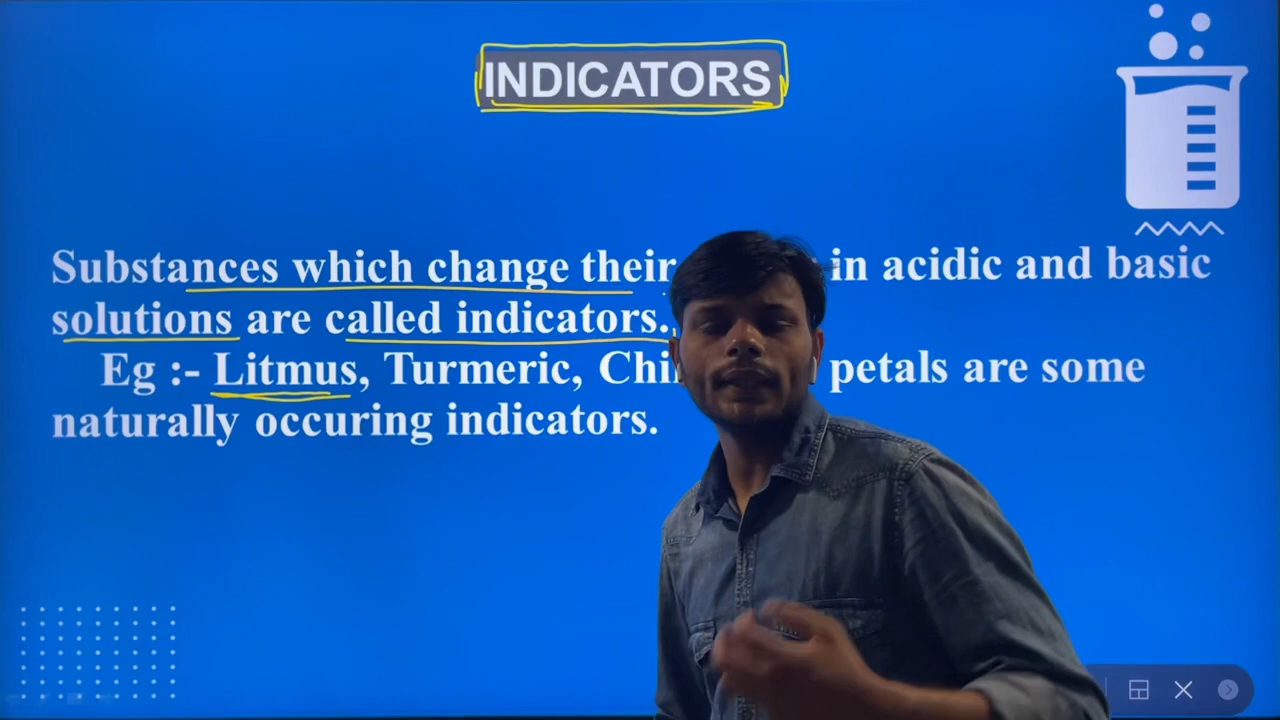 INDICATORS
Substances which change their in acidic and basic
solutions are called indicators.
Eg :- Litmus, Turmeric, petals are some
naturally occuring indicators.